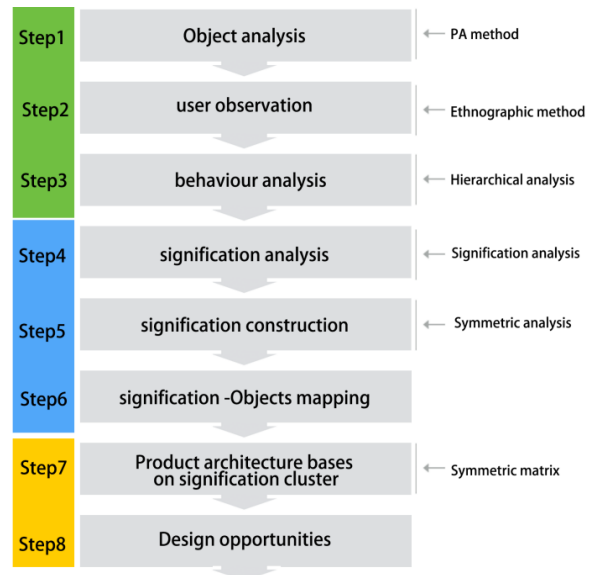 Step1
Object analysis
PA method
Step2
user observation
Ethnographic method
Step3
behaviour analysis
Hierarchical analysis
Step4
signification analysis
Signification analysis
Step5
signification construction
Symmetric analysis
Step6
signification -Objects mapping
Step7
Product architecture bases
on signification cluster
Symmetric matrix
Step8
Design opportunities